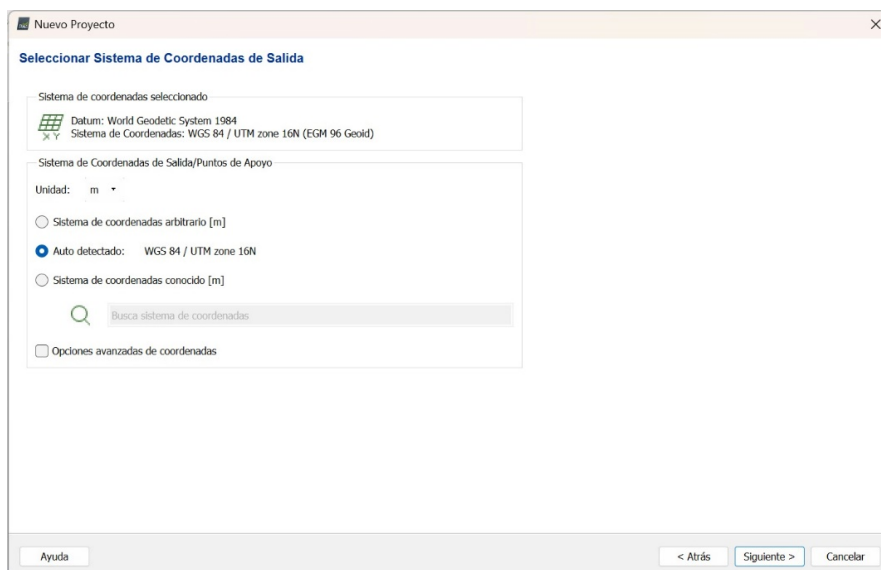 Nuevo Proyecto
Seleccionar Sistema de Coordenadas de Salida
Sistema de coordenadas seleccionado
Datum: World Geodetic System 1984
Sistema de Coordenadas: WGS 84 / UTM zone 16N (EGM 96 Geoid)
Sistema de Coordenadas de Salida/Puntos de Apoyo
Unidad: m
Sistema de coordenadas arbitrario [m]
Auto detectado: WGS 84 / UTM zone 16N
Sistema de coordenadas conocido [m]
Busca sistema de coordenadas
Opciones avanzadas de coordenadas
Ayuda < Atrás Siguiente > Cancelar